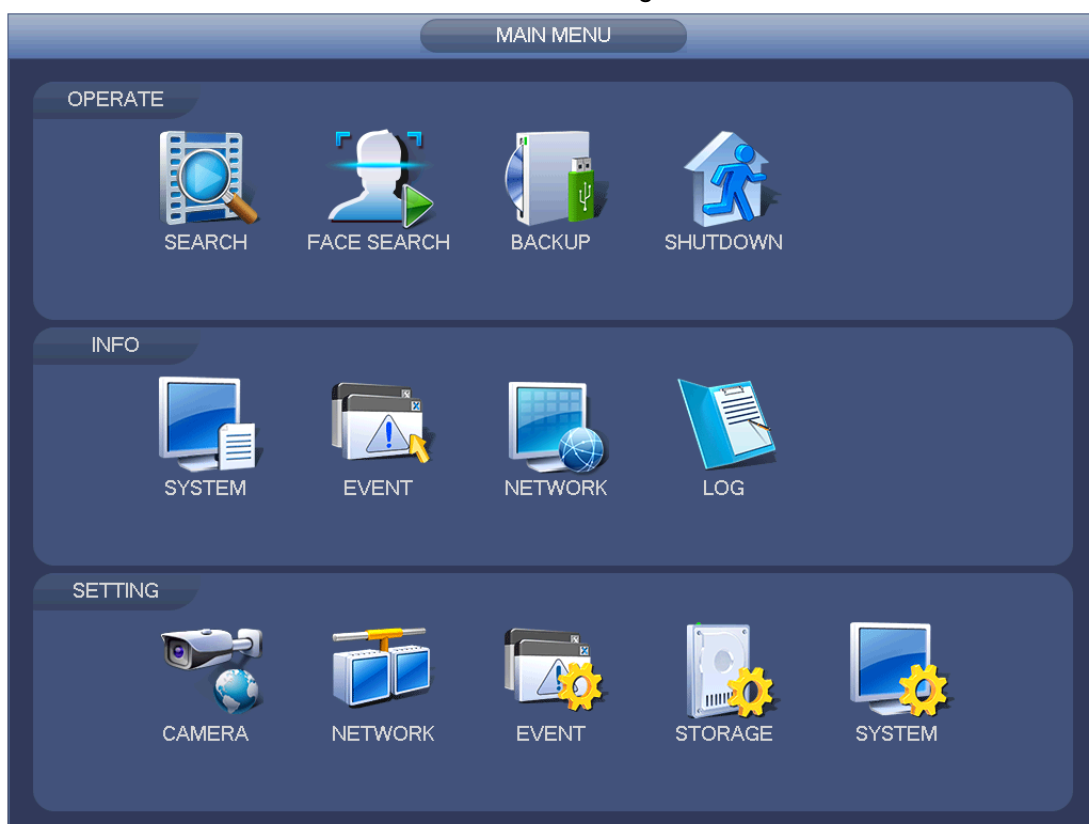 MAIN MENU
OPERATE
SEARCH FACE SEARCH BACKUP SHUTDOWN
INFO
SYSTEM EVENT NETWORK LOG
SETTING
CAMERA NETWORK EVENT STORAGE SYSTEM